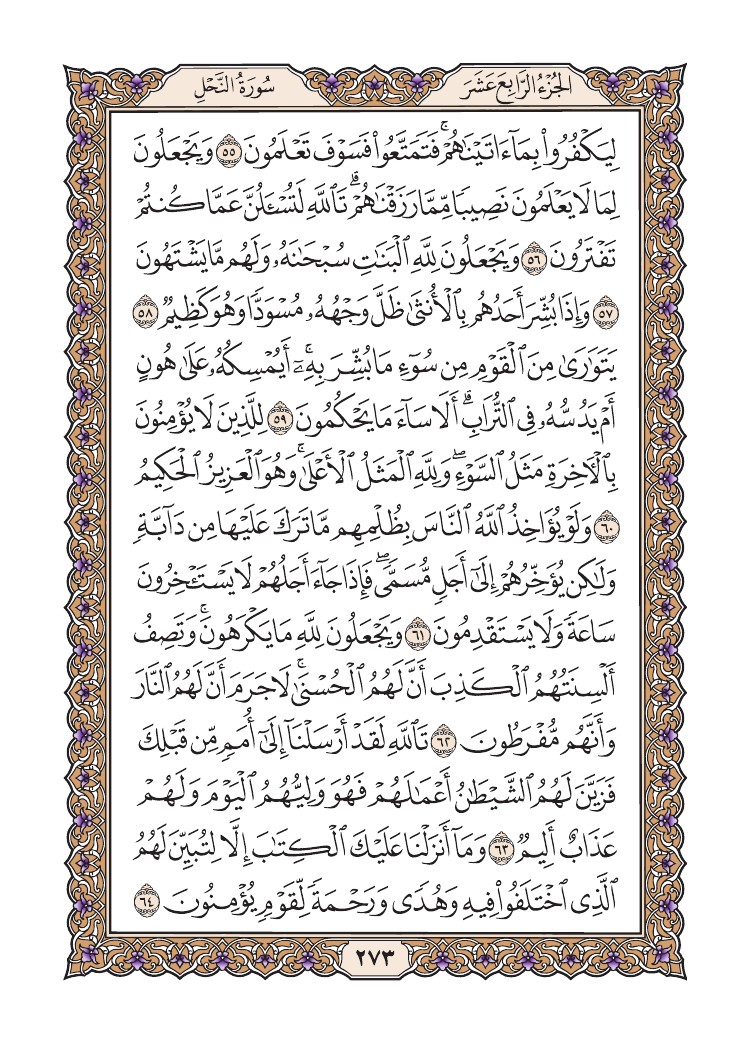 الجُزْءُ الرَّابِعَ عَشَرَ
سُورَةُ النَّحْلِ
لِيَكْفُرُوا۟ بِمَآ ءَاتَيْنَٰهُمْ ۚ فَتَمَتَّعُوا۟ فَسَوْفَ تَعْلَمُونَ ٥٥ وَيَجْعَلُونَ
لِمَا لَا يَعْلَمُونَ نَصِيبًا مِّمَّا رَزَقْنَٰهُمْ ۗ تَٱللَّهِ لَتُسْـَٔلُنَّ عَمَّا كُنتُمْ
تَفْتَرُونَ ٥٦ وَيَجْعَلُونَ لِلَّهِ ٱلْبَنَٰتِ سُبْحَٰنَهُۥ وَلَهُم مَّا يَشْتَهُونَ
٥٧ وَإِذَا بُشِّرَ أَحَدُهُم بِٱلْأُنثَىٰ ظَلَّ وَجْهُهُۥ مُسْوَدًّا وَهُوَ كَظِيمٌ ٥٨
يَتَوَٰرَىٰ مِنَ ٱلْقَوْمِ مِن سُوٓءِ مَا بُشِّرَ بِهِۦٓ ۚ أَيُمْسِكُهُۥ عَلَىٰ هُونٍ
أَمْ يَدُسُّهُۥ فِى ٱلتُّرَابِ ۗ أَلَا سَآءَ مَا يَحْكُمُونَ ٥٩ لِلَّذِينَ لَا يُؤْمِنُونَ
بِٱلْـَٔاخِرَةِ مَثَلُ ٱلسَّوْءِ ۖ وَلِلَّهِ ٱلْمَثَلُ ٱلْأَعْلَىٰ ۚ وَهُوَ ٱلْعَزِيزُ ٱلْحَكِيمُ
٦٠ وَلَوْ يُؤَاخِذُ ٱللَّهُ ٱلنَّاسَ بِظُلْمِهِم مَّا تَرَكَ عَلَيْهَا مِن دَآبَّةٍ
وَلَٰكِن يُؤَخِّرُهُمْ إِلَىٰٓ أَجَلٍ مُّسَمًّى ۖ فَإِذَا جَآءَ أَجَلُهُمْ لَا يَسْتَـْٔخِرُونَ
سَاعَةً وَلَا يَسْتَقْدِمُونَ ٦١ وَيَجْعَلُونَ لِلَّهِ مَا يَكْرَهُونَ ۚ وَتَصِفُ
أَلْسِنَتُهُمُ ٱلْكَذِبَ أَنَّ لَهُمُ ٱلْحُسْنَىٰ ۚ لَا جَرَمَ أَنَّ لَهُمُ ٱلنَّارَ
وَأَنَّهُم مُّفْرَطُونَ ٦٢ تَٱللَّهِ لَقَدْ أَرْسَلْنَآ إِلَىٰٓ أُمَمٍ مِّن قَبْلِكَ
فَزَيَّنَ لَهُمُ ٱلشَّيْطَٰنُ أَعْمَٰلَهُمْ فَهُوَ وَلِيُّهُمُ ٱلْيَوْمَ وَلَهُمْ
عَذَابٌ أَلِيمٌ ٦٣ وَمَآ أَنزَلْنَا عَلَيْكَ ٱلْكِتَٰبَ إِلَّا لِتُبَيِّنَ لَهُمُ
ٱلَّذِى ٱخْتَلَفُوا۟ فِيهِ وَهُدًى وَرَحْمَةً لِّقَوْمٍ يُؤْمِنُونَ ٦٤
٢٧٣